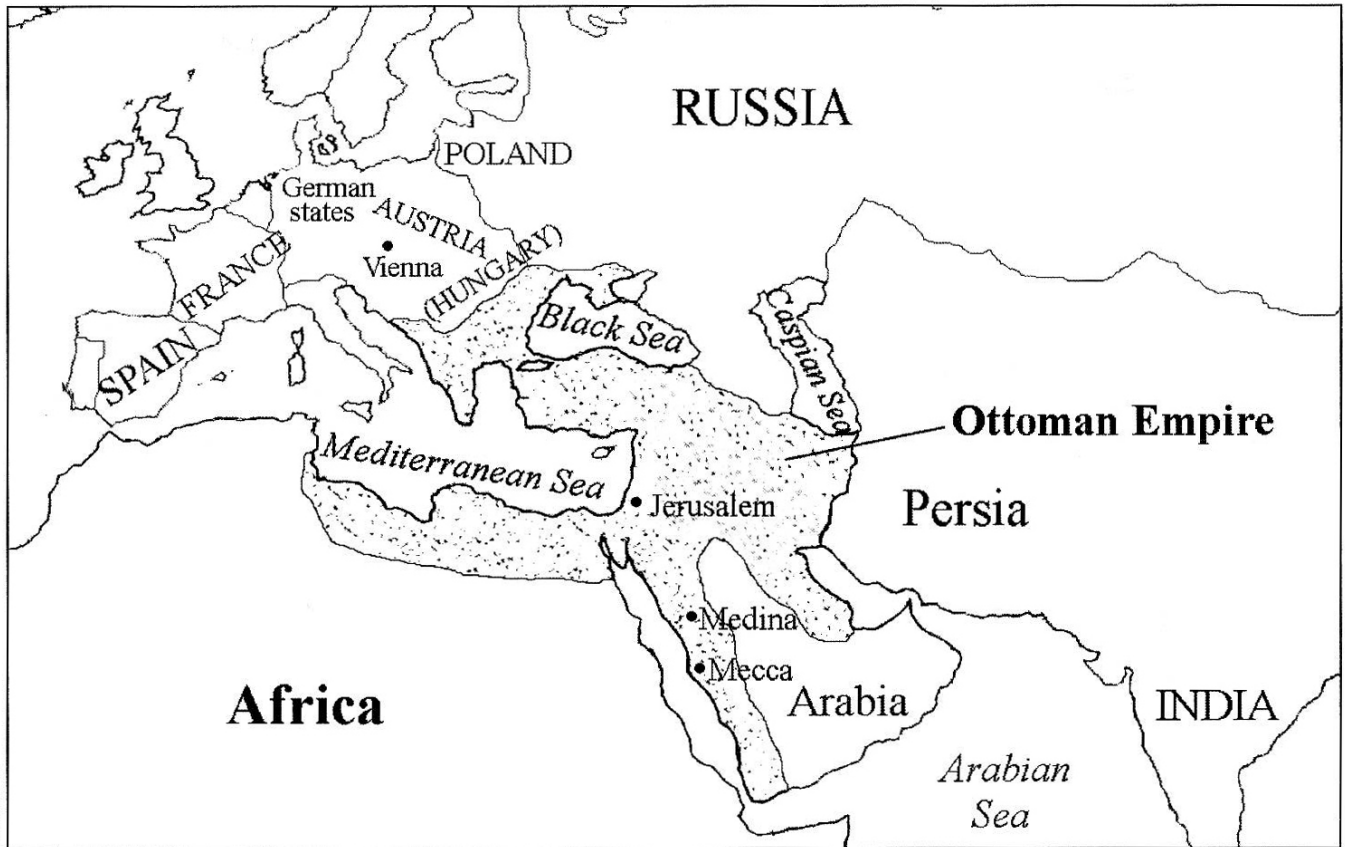 RUSSIA
POLAND
German
states
AUSTRIA
Vienna
(HUNGARY)
FRANCE
SPAIN
Black Sea
Caspian Sea
Ottoman Empire
Mediterranean Sea
Jerusalem
Persia
Medina
Mecca
Africa
Arabia
INDIA
Arabian
Sea